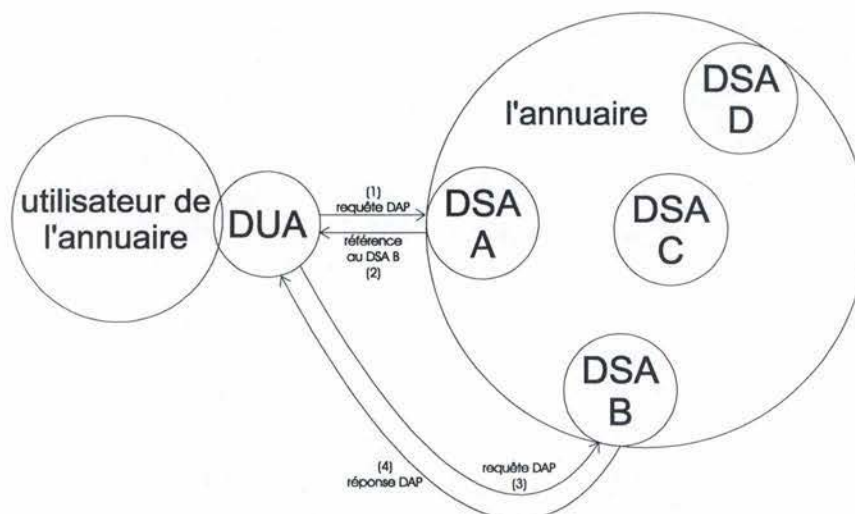 DSA
D
l'annuaire
utilisateur de
l'annuaire
DUA
(1)
requête DAP
référence
au DSA B
(2)
DSA
A
DSA
C
DSA
B
(4)
réponse DAP
requête DAP
(3)